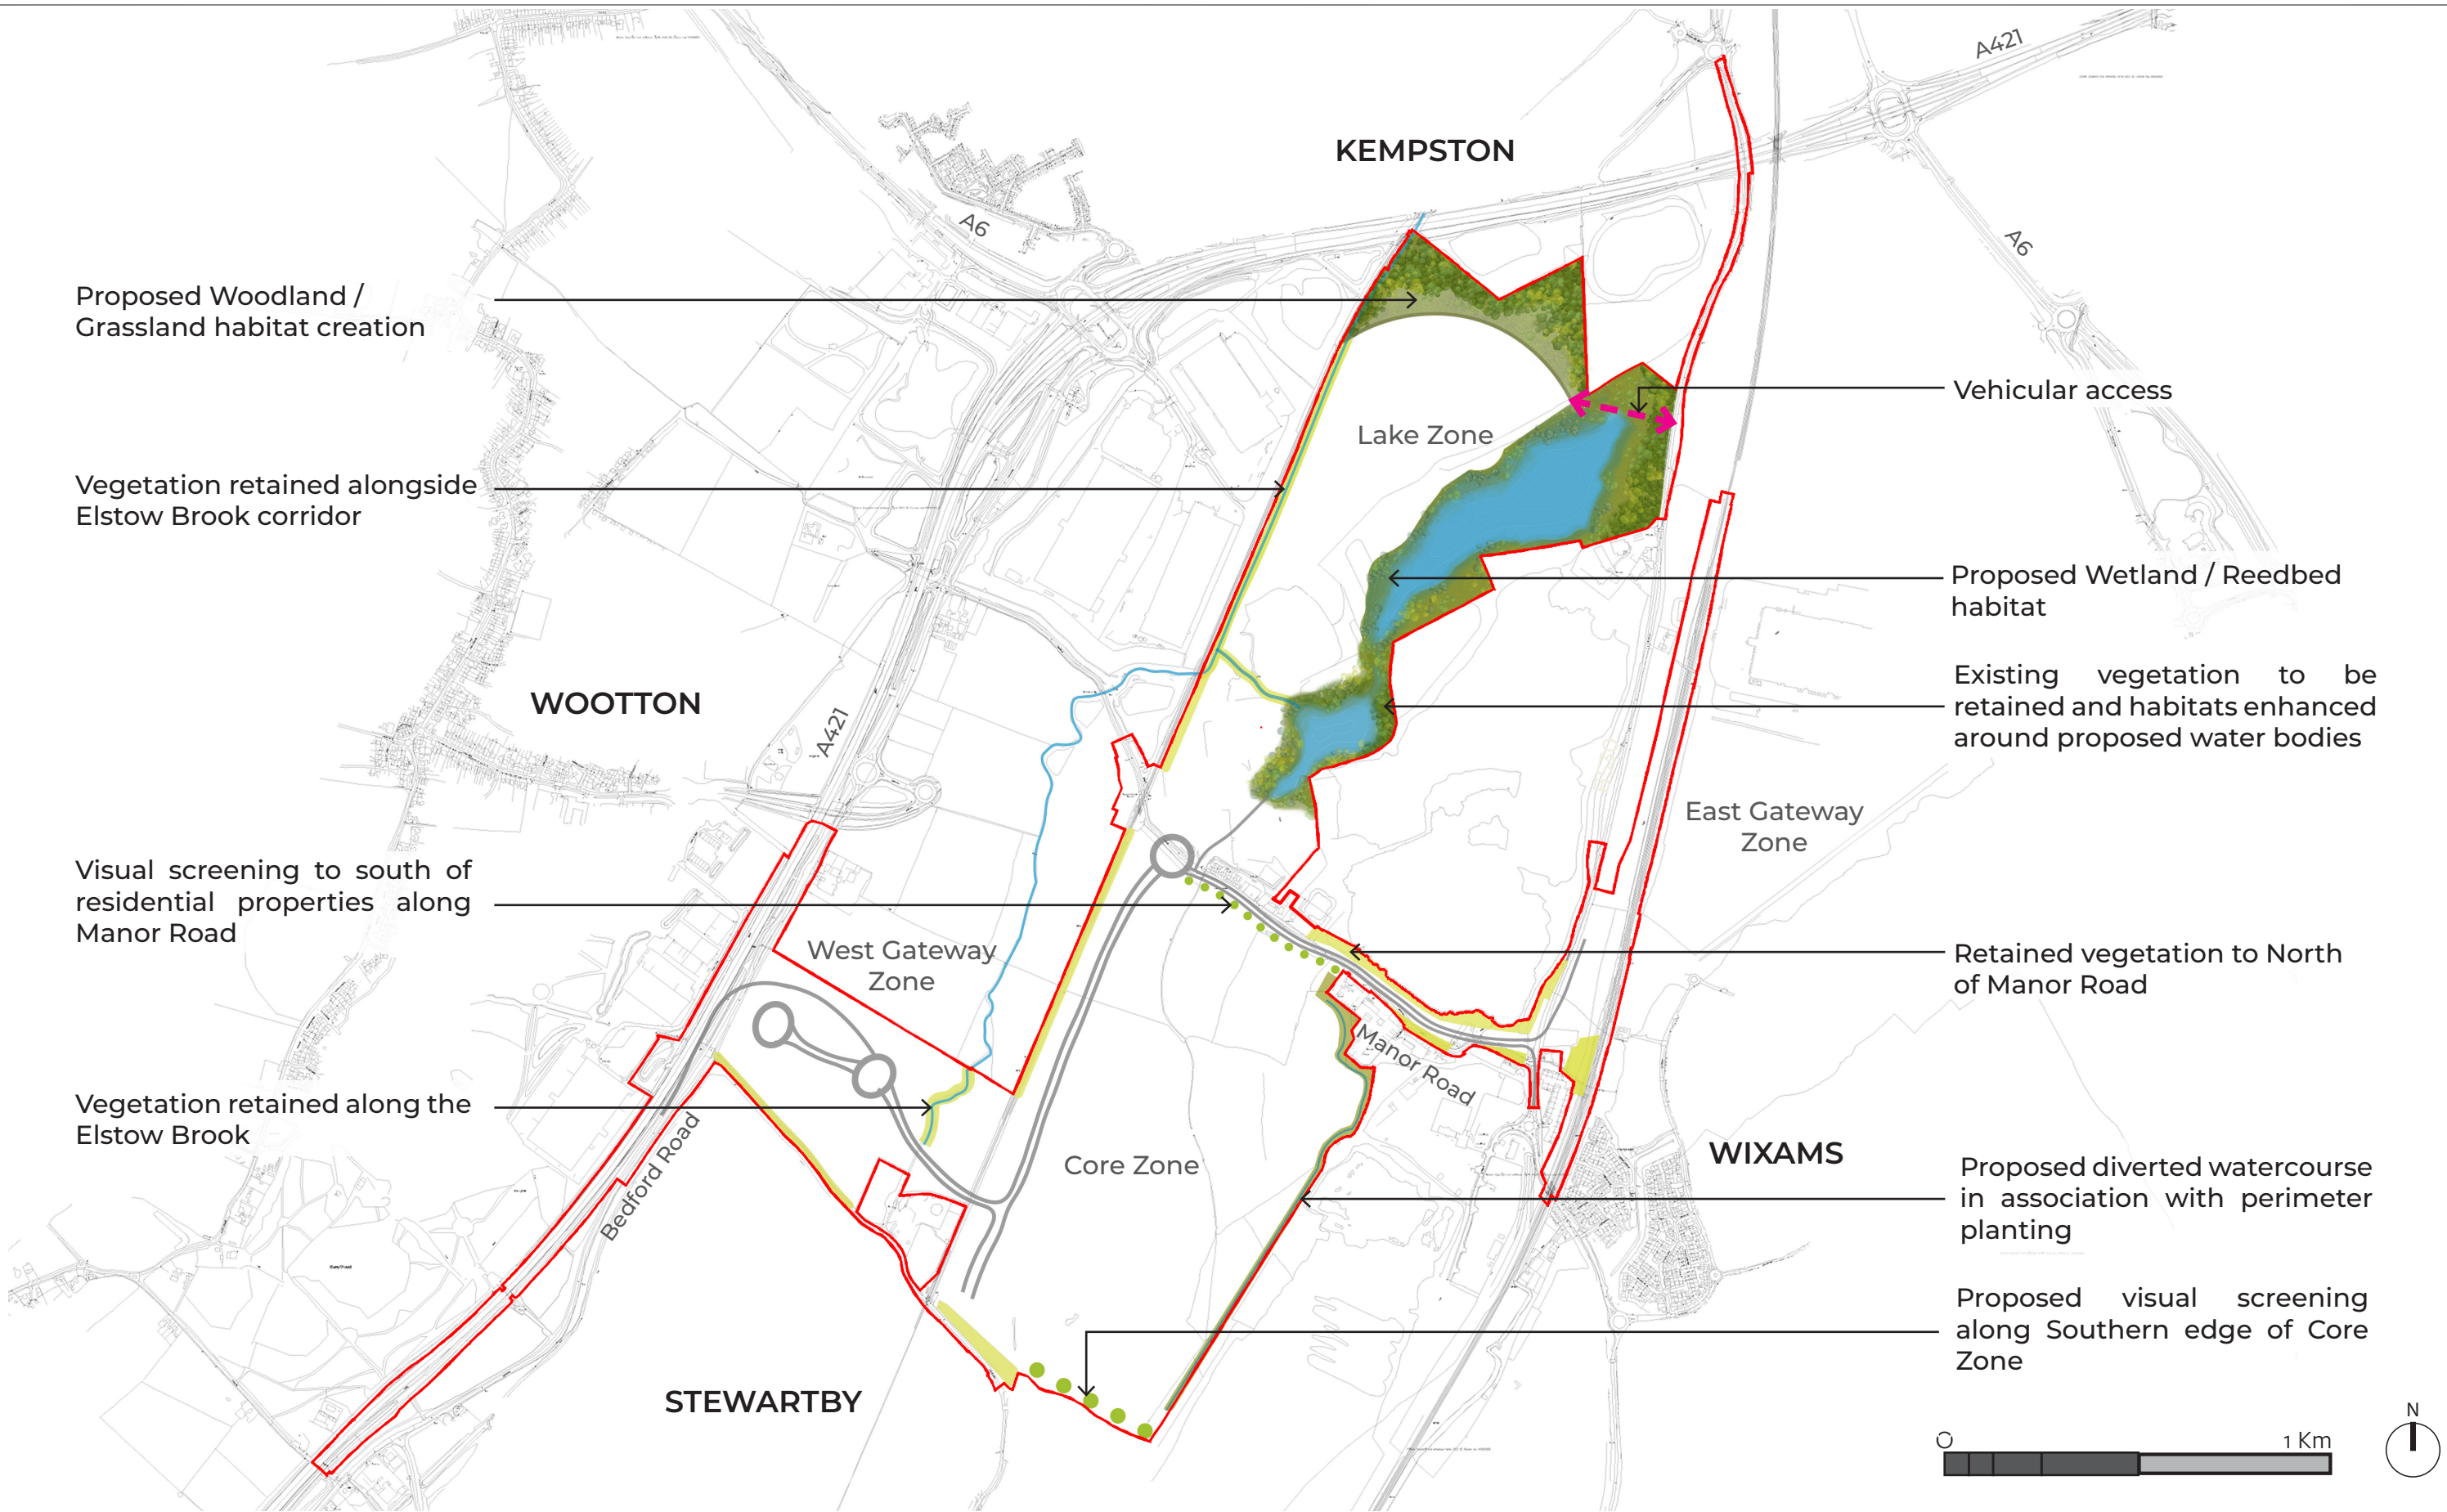 A421
KEMPSTON
A6
A6
Proposed Woodland /
Grassland habitat creation
Vehicular access
Lake Zone
Vegetation retained alongside
Elstow Brook corridor
Proposed Wetland / Reedbed
habitat
WOOTTON
A421
Existing vegetation to be
retained and habitats enhanced
around proposed water bodies
East Gateway
Zone
Visual screening to south of
residential properties along
Manor Road
West Gateway
Zone
Retained vegetation to North
of Manor Road
Manor Road
Vegetation retained along the
Elstow Brook
Bedford Road
Core Zone
WIXAMS
Proposed diverted watercourse
in association with perimeter
planting
Proposed visual screening
along Southern edge of Core
Zone
STEWARTBY
0
1 Km
N